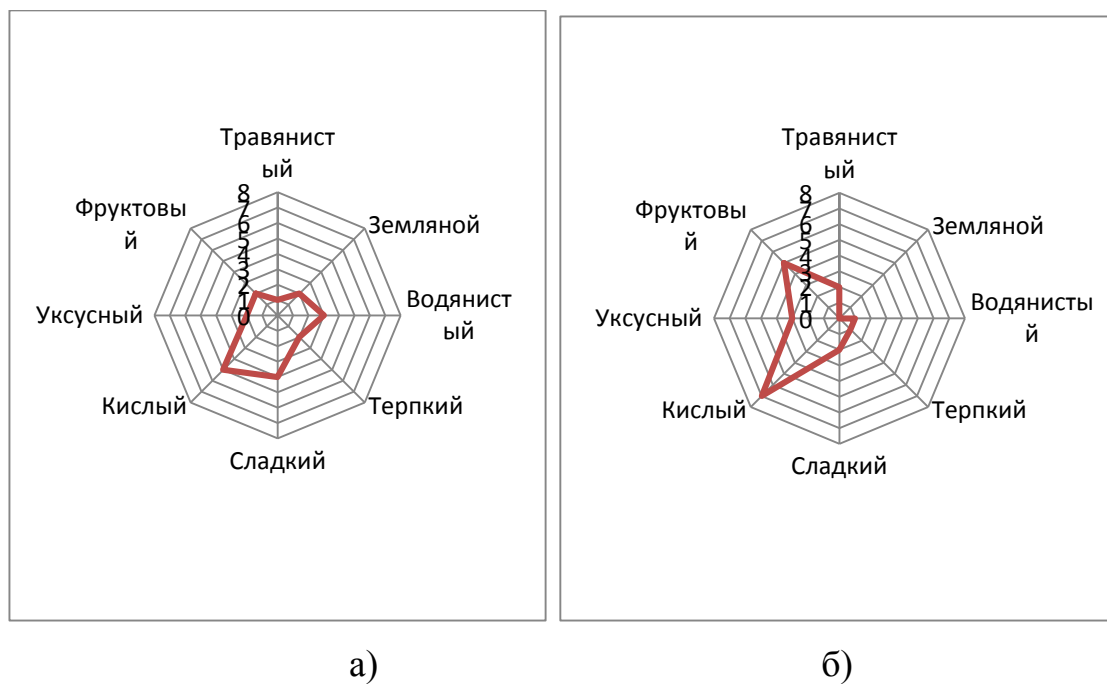 Травянист
ый
8
7
6
5
4
3
2
1
0
Земляной
Водянист
ый
Терпкий
Сладкий
Кислый
Уксусный
Фруктовы
й
Травянист
ый
8
7
6
5
4
3
2
1
0
Земляной
Водянисты
й
Терпкий
Сладкий
Кислый
Уксусный
Фруктовы
й
а)
б)